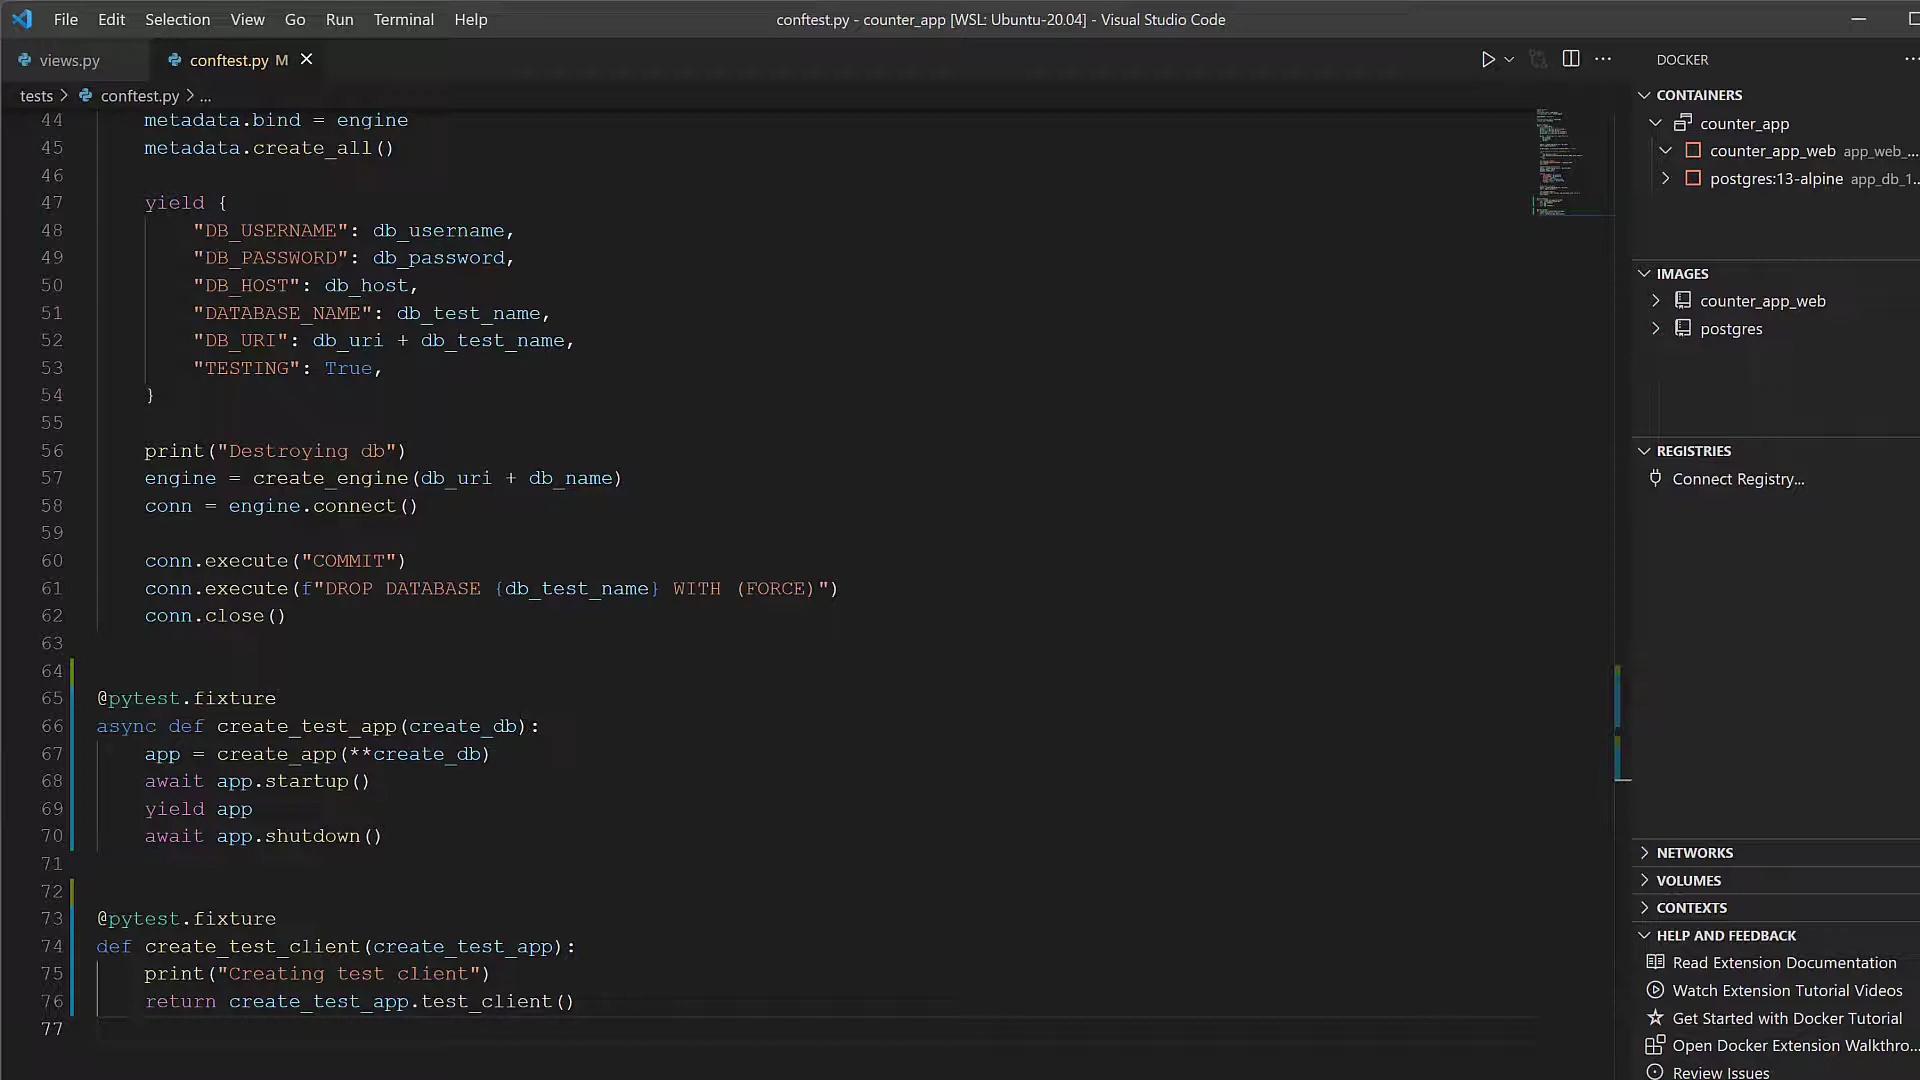 File Edit Selection View Go Run Terminal Help
conftest.py - counter_app [WSL: Ubuntu-20.04] - Visual Studio Code
views.py
conftest.py M
tests > conftest.py > ...
44 metadata.bind = engine
45 metadata.create_all()
46
47 yield {
48 "DB_USERNAME": db_username,
49 "DB_PASSWORD": db_password,
50 "DB_HOST": db_host,
51 "DATABASE_NAME": db_test_name,
52 "DB_URI": db_uri + db_test_name,
53 "TESTING": True,
54 }
55
56 print("Destroying db")
57 engine = create_engine(db_uri + db_name)
58 conn = engine.connect()
59
60 conn.execute("COMMIT")
61 conn.execute(f"DROP DATABASE {db_test_name} WITH (FORCE)")
62 conn.close()
63
64
65 @pytest.fixture
66 async def create_test_app(create_db):
67 app = create_app(**create_db)
68 await app.startup()
69 yield app
70 await app.shutdown()
71
72
73 @pytest.fixture
74 def create_test_client(create_test_app):
75 print("Creating test client")
76 return create_test_app.test_client()
77
DOCKER
CONTAINERS
counter_app
counter_app_web app_web_...
postgres:13-alpine app_db_1...
IMAGES
counter_app_web
postgres
REGISTRIES
Connect Registry...
NETWORKS
VOLUMES
CONTEXTS
HELP AND FEEDBACK
Read Extension Documentation
Watch Extension Tutorial Videos
Get Started with Docker Tutorial
Open Docker Extension Walkthro...
Review Issues